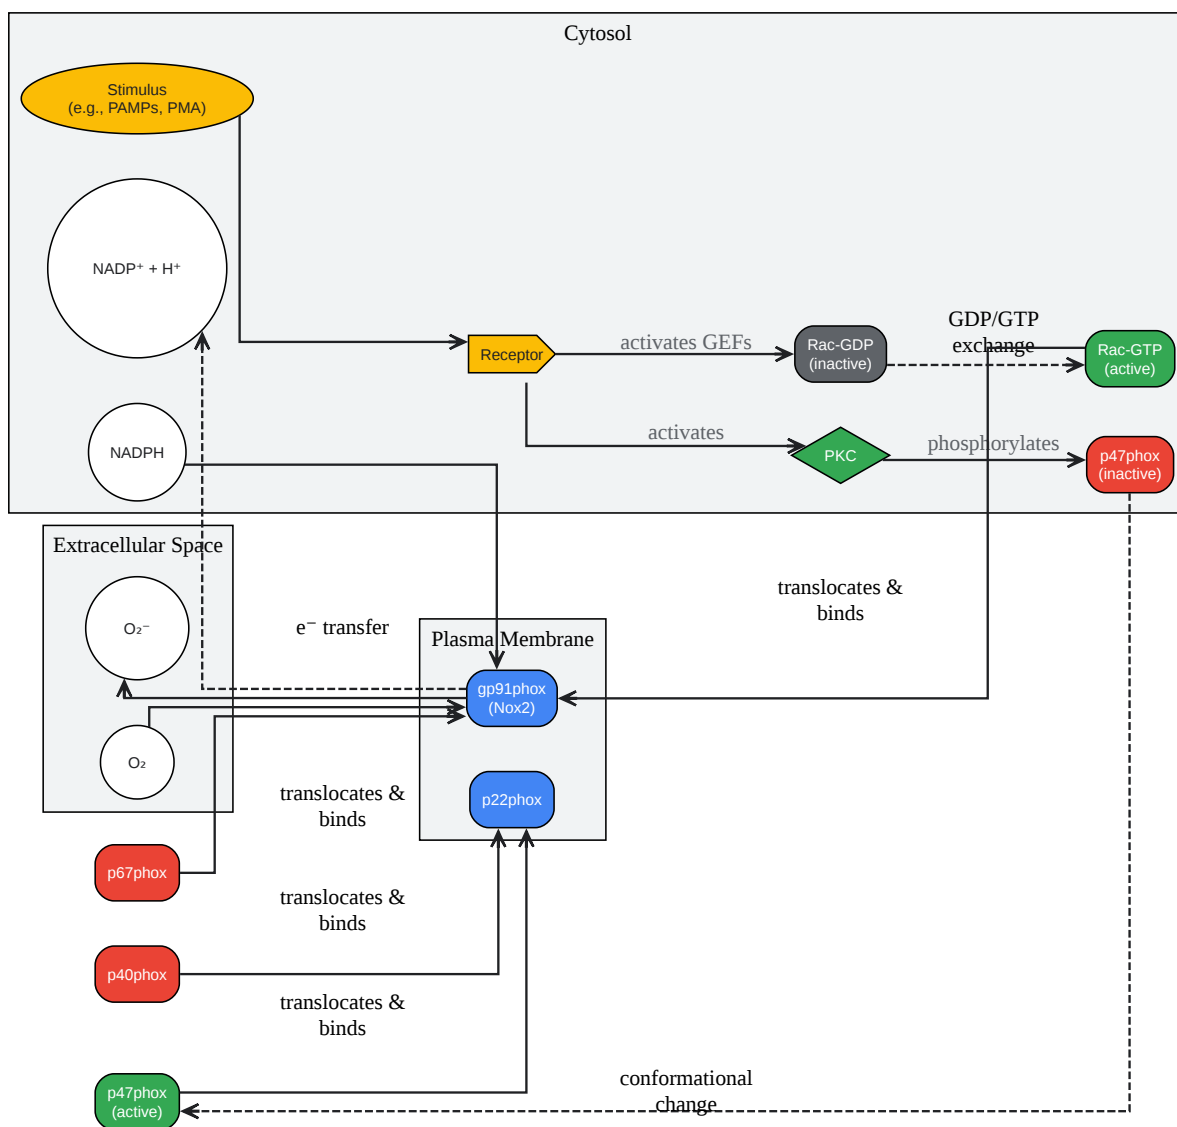 Cytosol
Stimulus
(e.g., PAMPs, PMA)
NADP⁺ + H⁺
GDP/GTP
exchange
activates GEFs
Receptor
Rac-GDP
(inactive)
Rac-GTP
(active)
activates
phosphorylates
NADPH
PKC
p47phox
(inactive)
Extracellular Space
O₂⁻
translocates &
binds
e⁻ transfer
Plasma Membrane
gp91phox
(Nox2)
O₂
translocates &
binds
p22phox
p67phox
translocates &
binds
p40phox
translocates &
binds
p47phox
(active)
conformational
change